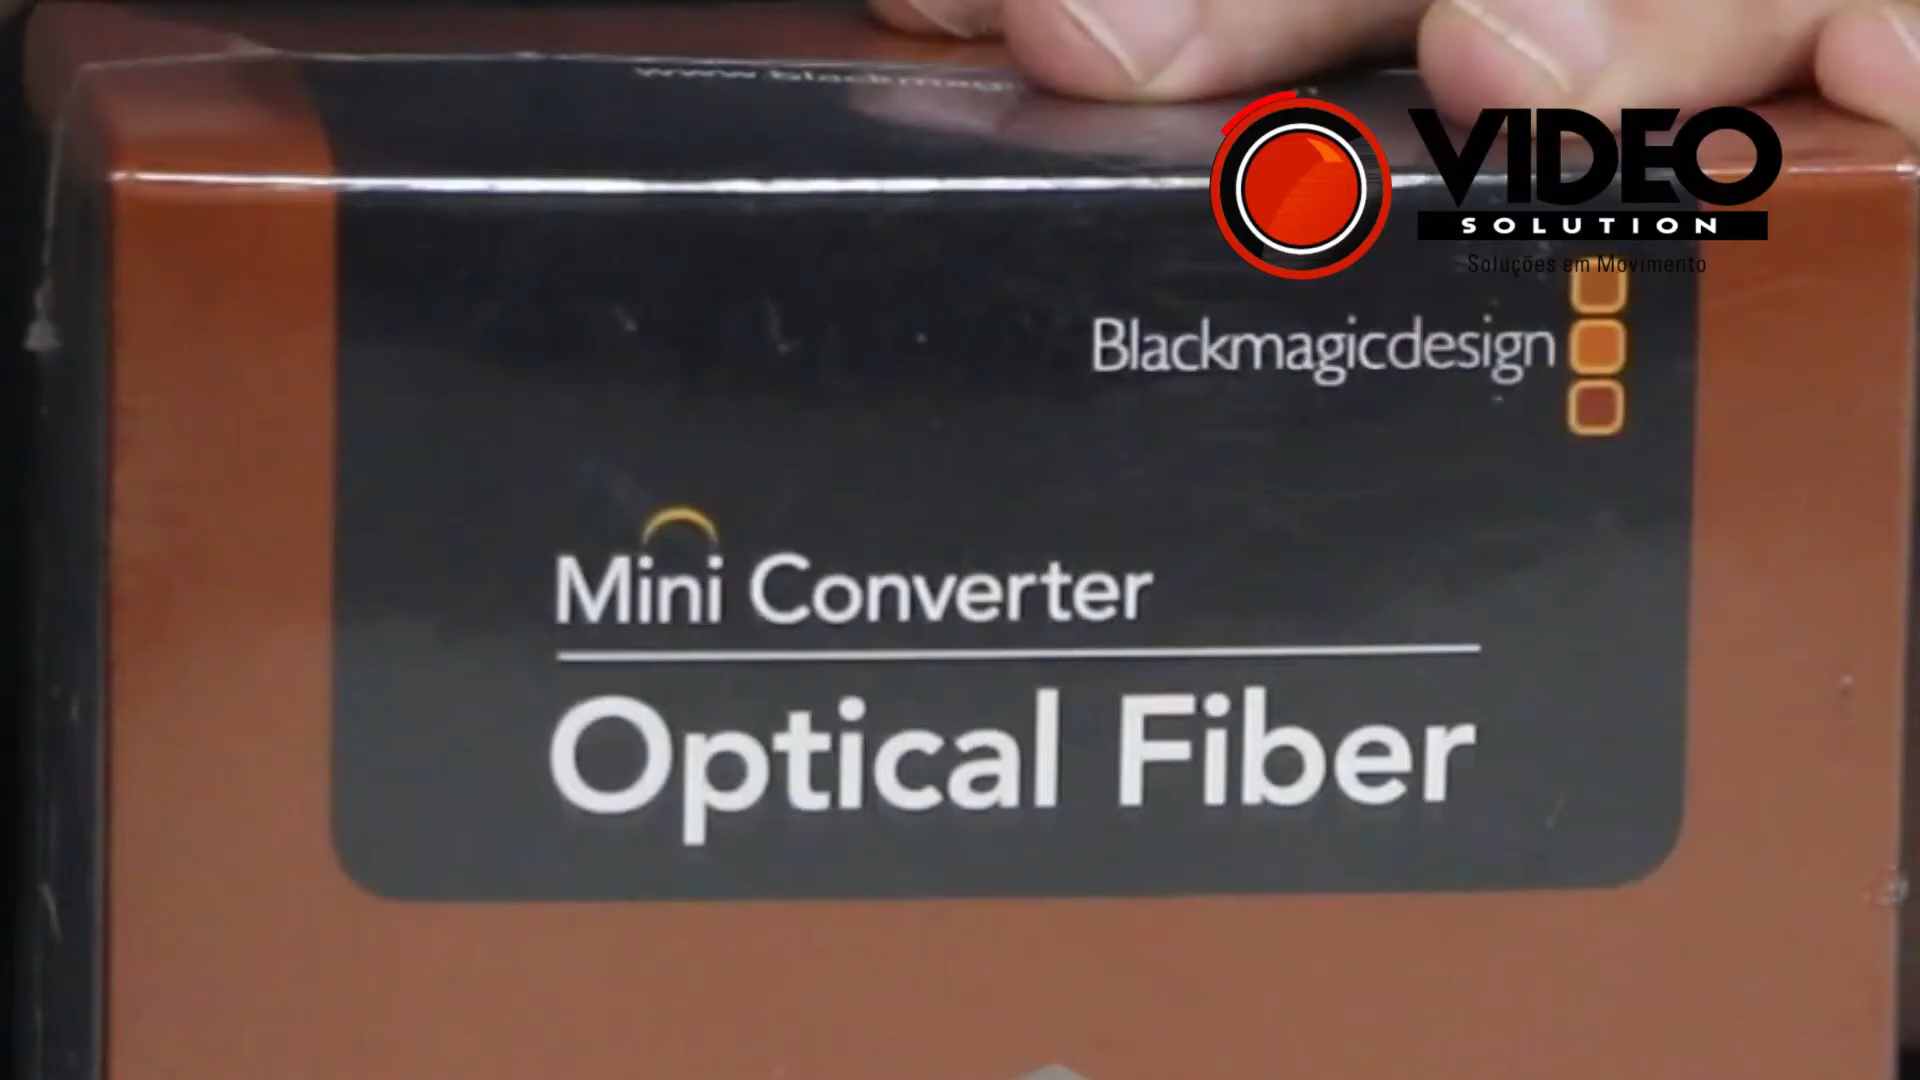 VIDEO
SOLUTION
Soluções em Movimento
Blackmagicdesign
Mini Converter
Optical Fiber